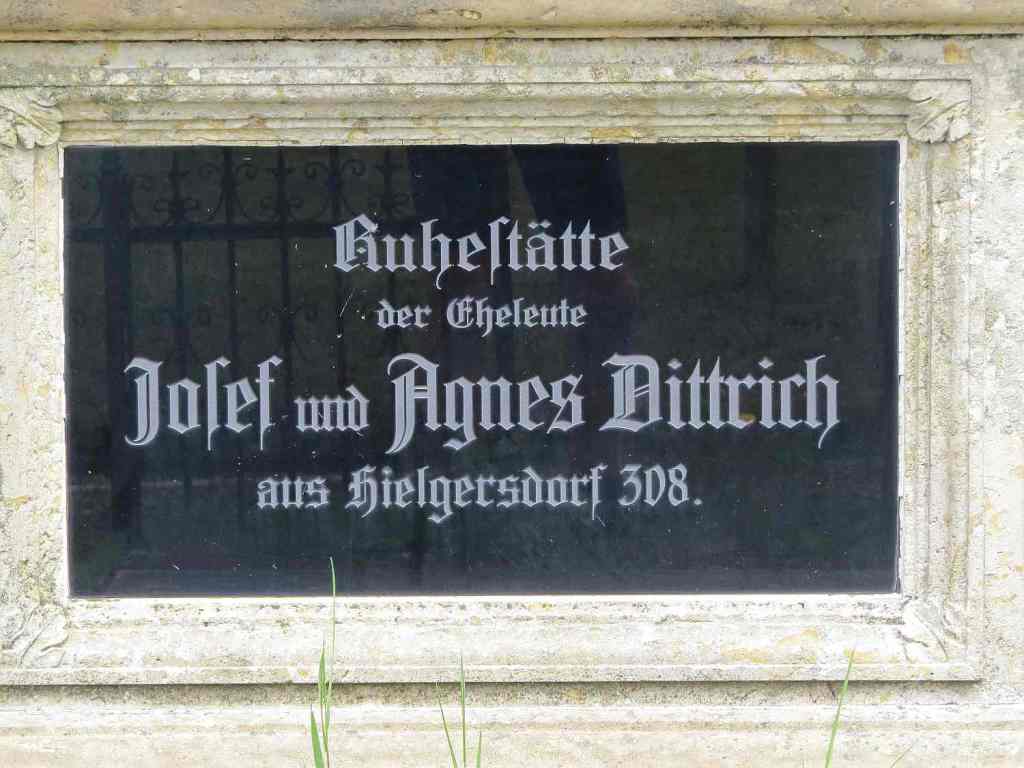 Ruheſtätte
der Eheleute
Joſef und Agnes Dittrich
aus Hielgersdorf 308.